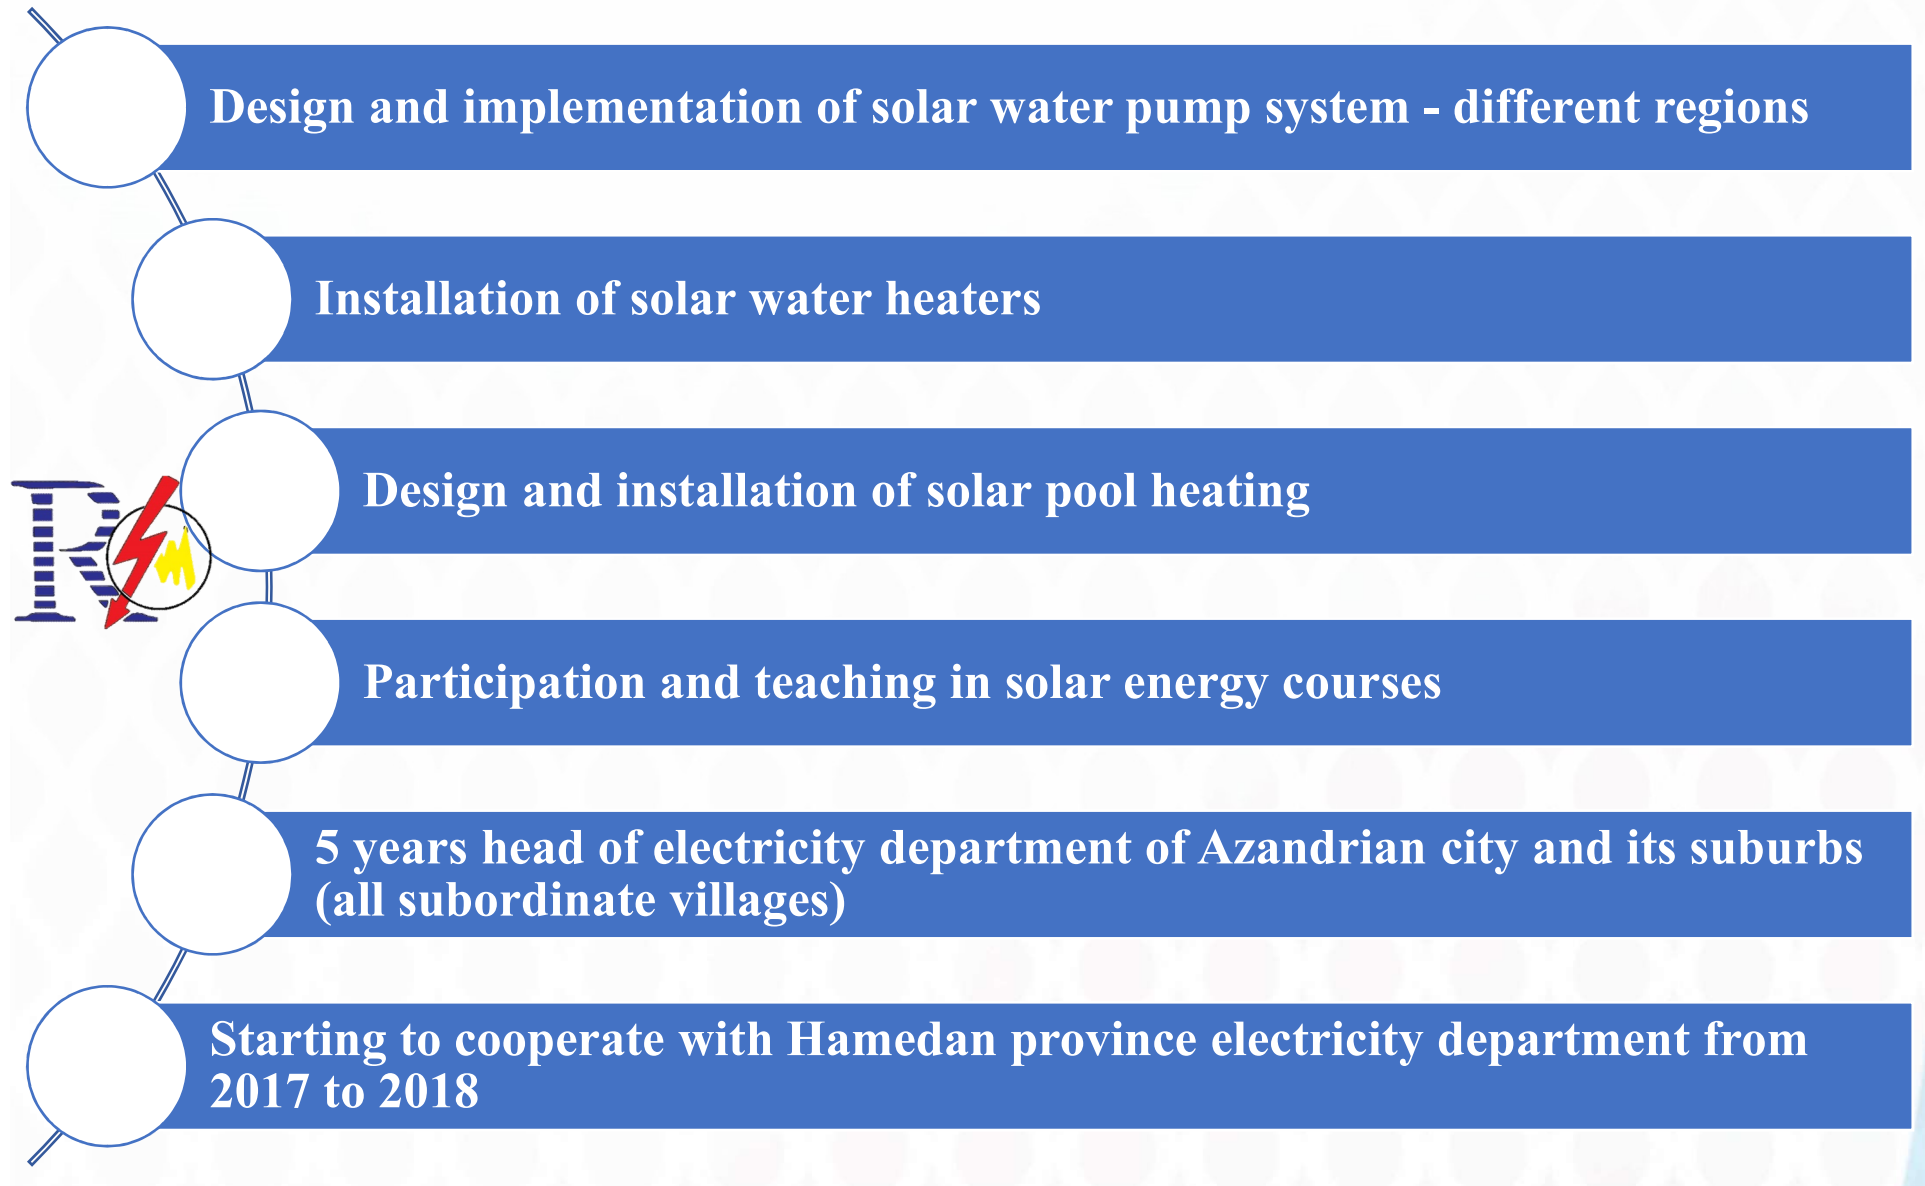 Design and implementation of solar water pump system - different regions
Installation of solar water heaters
Design and installation of solar pool heating
R
Participation and teaching in solar energy courses
5 years head of electricity department of Azandrian city and its suburbs
(all subordinate villages)
Starting to cooperate with Hamedan province electricity department from
2017 to 2018